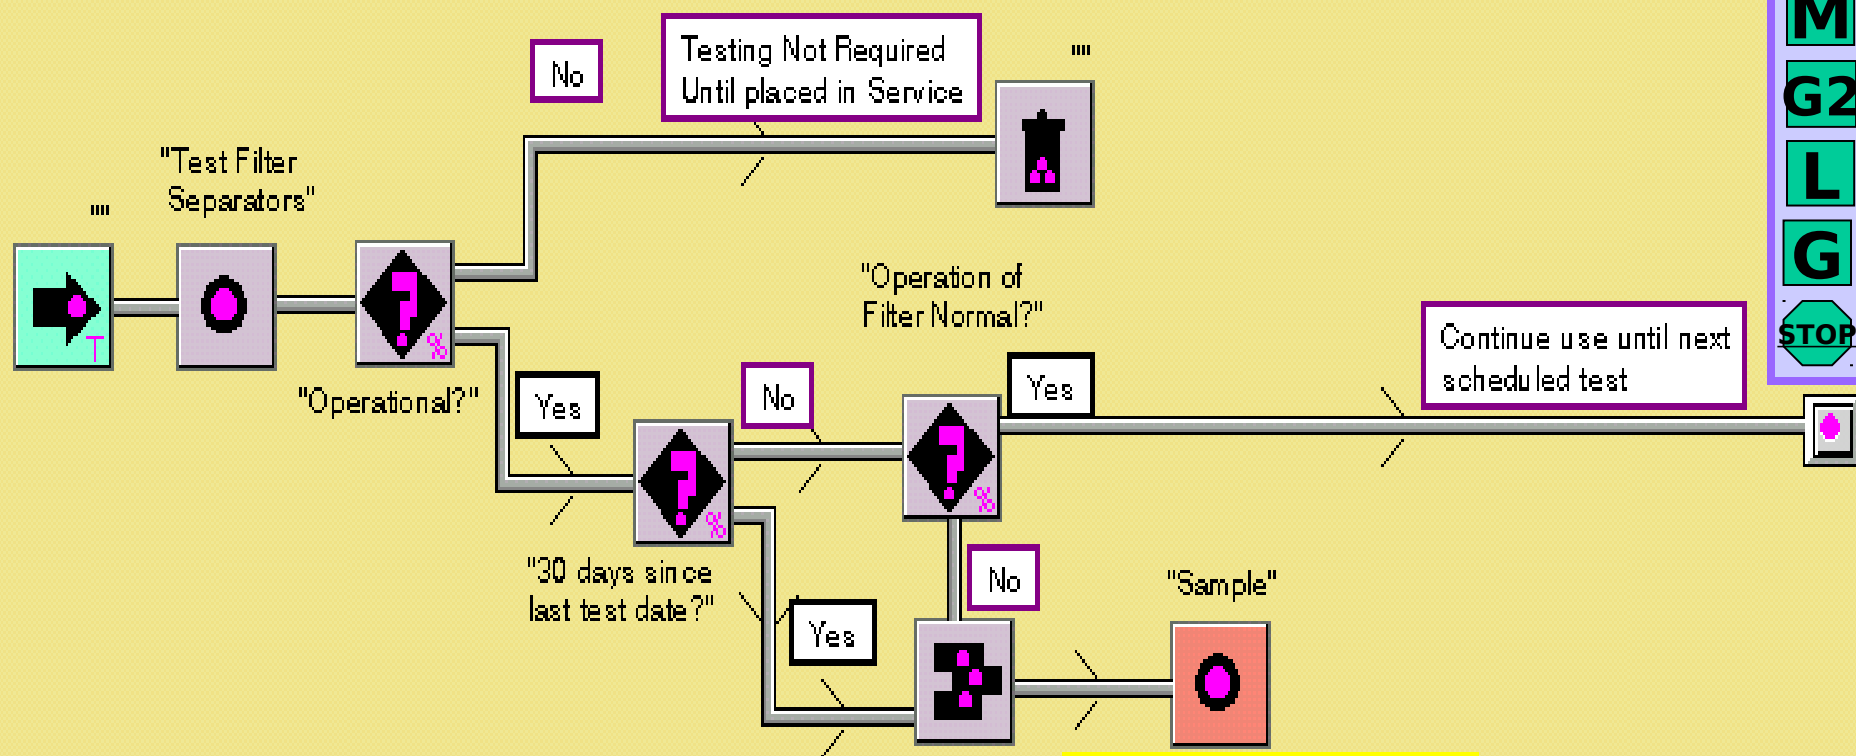 No
Testing Not Required
Until placed in Service
""
M
G2
L
G
STOP
"Test Filter
Separators"
""
T
%
"Operational?"
Yes
"Operation of
Filter Normal?"
No
Yes
Continue use until next
scheduled test
%
%
"30 days since
last test date?"
Yes
No
"Sample"